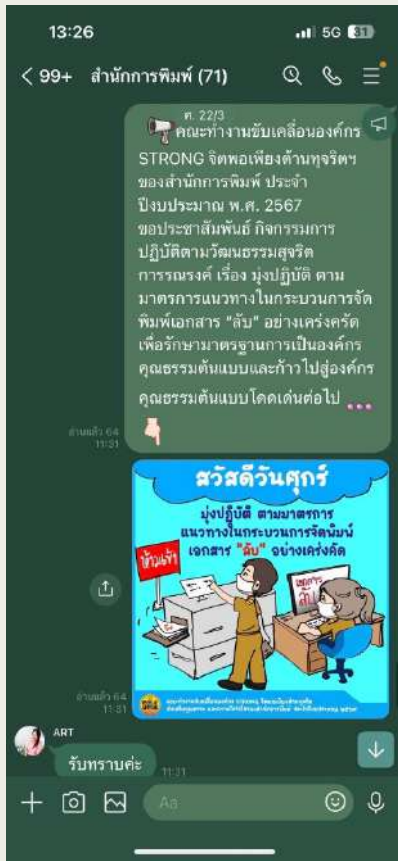 13:26
5G 31
99+ สำนักการพิมพ์ (71)
ศ. 22/3
คณะทำงานขับเคลื่อนองค์กร
STRONG จิตพอเพียงต้านทุจริตฯ
ของสำนักการพิมพ์ ประจำ
ปีงบประมาณ พ.ศ. 2567
ขอประชาสัมพันธ์ กิจกรรมการ
ปฏิบัติตามวัฒนธรรมสุจริต
การรณรงค์ เรื่อง มุ่งปฏิบัติ ตาม
มาตรการแนวทางในกระบวนการจัด
พิมพ์เอกสาร "ลับ" อย่างเคร่งครัด
เพื่อรักษามาตรฐานการเป็นองค์กร
คุณธรรมต้นแบบและก้าวไปสู่องค์กร
คุณธรรมต้นแบบโดดเด่นต่อไป
อ่านแล้ว 64
11:31
สวัสดีวันศุกร์
มุ่งปฏิบัติ ตามมาตรการ
แนวทางในกระบวนการจัดพิมพ์
เอกสาร "ลับ" อย่างเคร่งคัด
ห้ามเข้า
ลับ
เอกสาร
ลับ
อ่านแล้ว 64
11:31
ART
รับทราบค่ะ
11:31
Aa